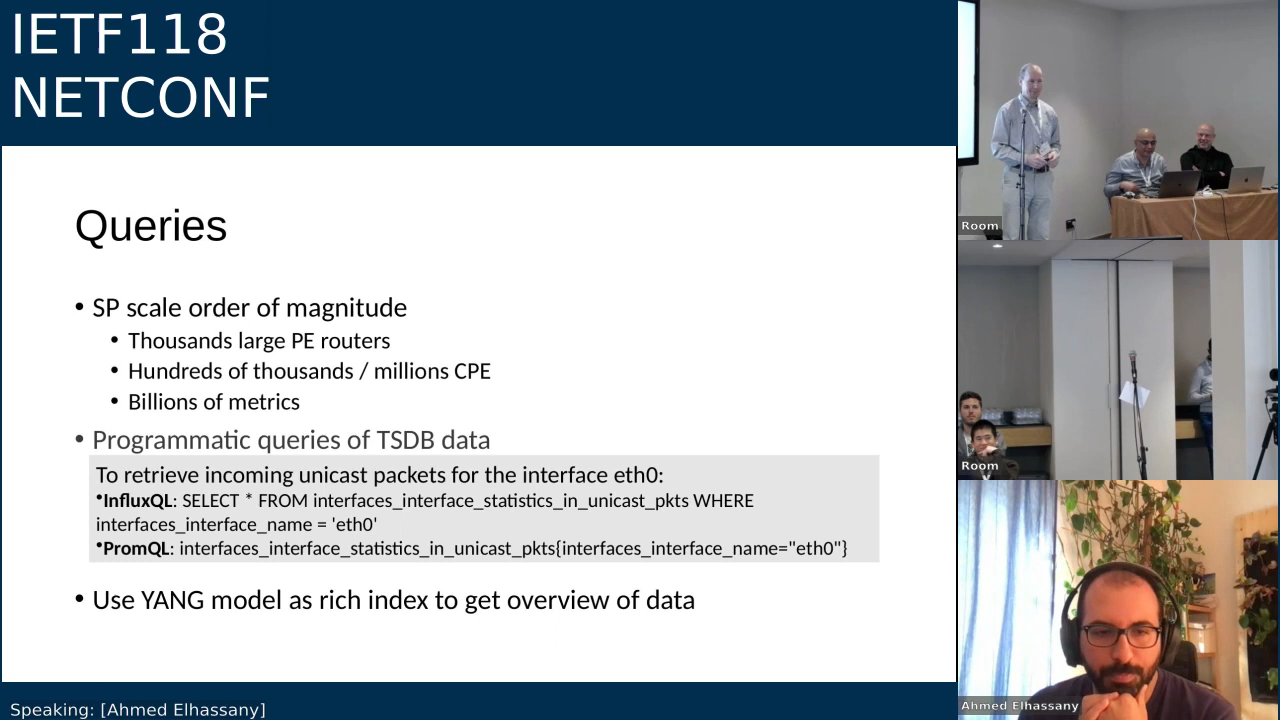 IETF118
NETCONF
Queries
• SP scale order of magnitude
• Thousands large PE routers
• Hundreds of thousands / millions CPE
• Billions of metrics
• Programmatic queries of TSDB data
To retrieve incoming unicast packets for the interface eth0:
•InfluxQL: SELECT * FROM interfaces_interface_statistics_in_unicast_pkts WHERE
interfaces_interface_name = 'eth0'
•PromQL: interfaces_interface_statistics_in_unicast_pkts{interfaces_interface_name="eth0"}
• Use YANG model as rich index to get overview of data
Speaking: [Ahmed Elhassany]
Room
Room
Ahmed Elhassany